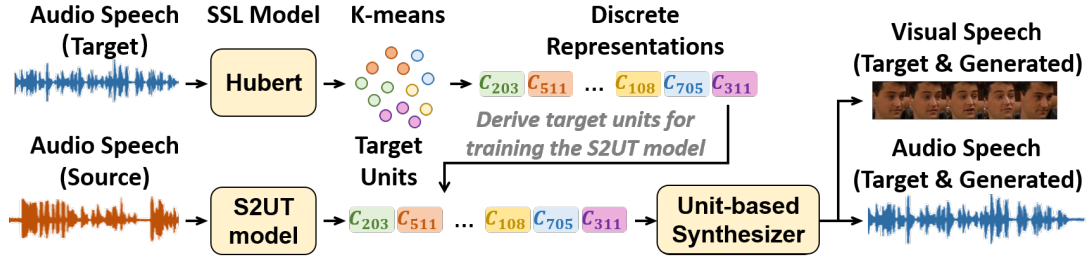 Audio Speech
(Target)
SSL Model
Hubert
K-means
Discrete
Representations
C203 C511 ... C108 C705 C311
Derive target units for
training the S2UT model
Audio Speech
(Source)
S2UT
model
Target
Units
C203 C511 ... C108 C705 C311
Unit-based
Synthesizer
Visual Speech
(Target & Generated)
Audio Speech
(Target & Generated)